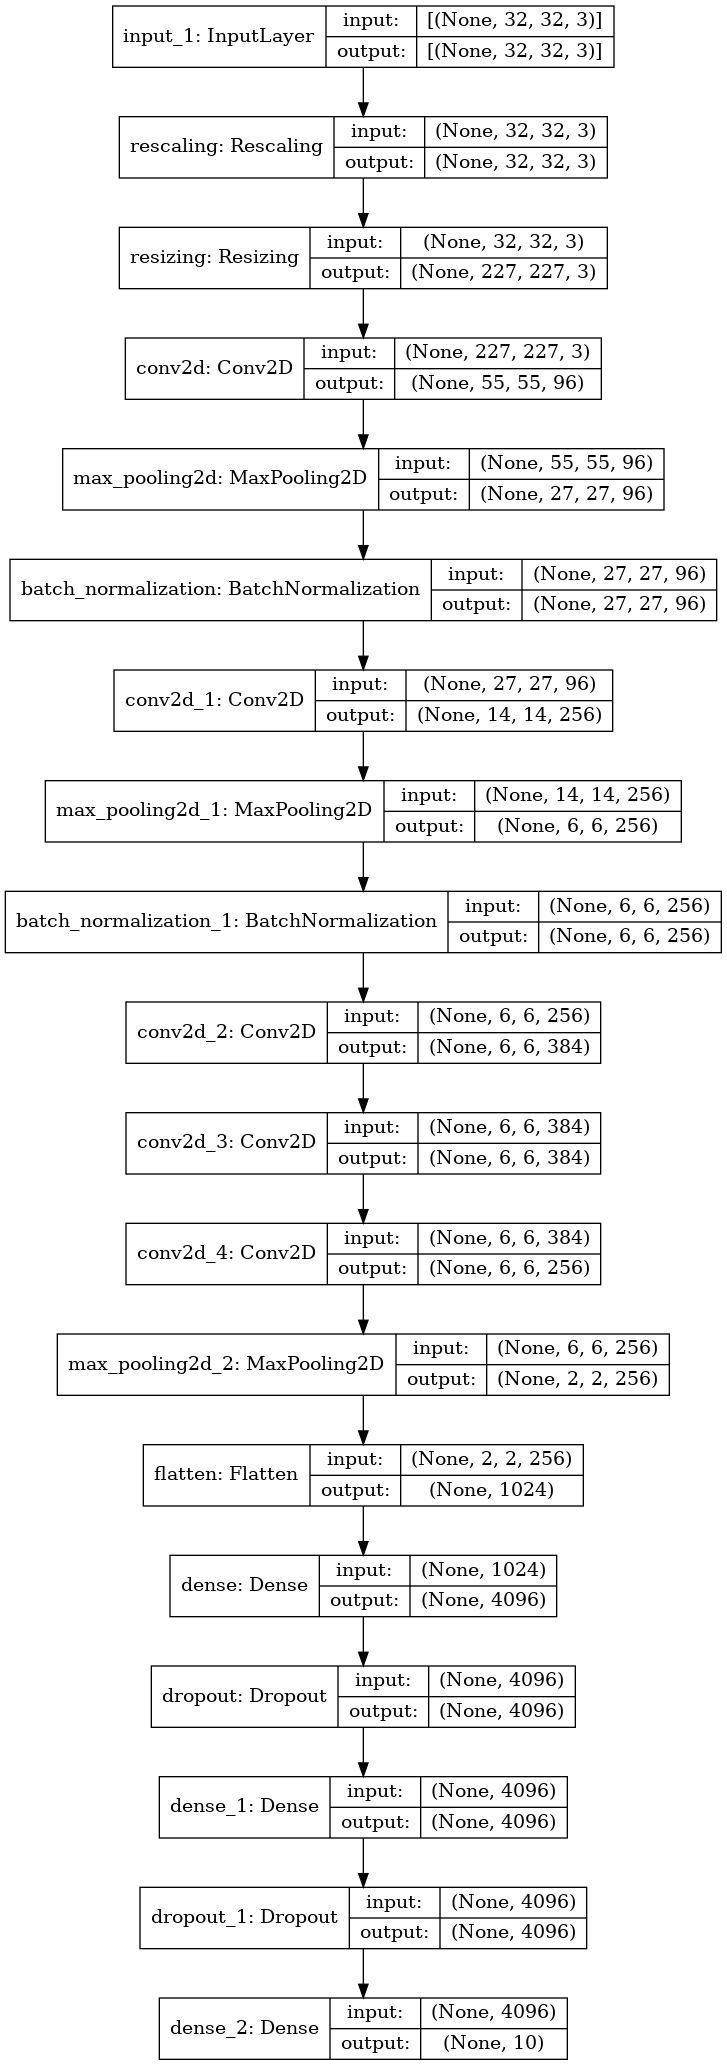 input_1: InputLayer
input:
[(None, 32, 32, 3)]
output:
[(None, 32, 32, 3)]
rescaling: Rescaling
input:
(None, 32, 32, 3)
output:
(None, 32, 32, 3)
resizing: Resizing
input:
(None, 32, 32, 3)
output:
(None, 227, 227, 3)
conv2d: Conv2D
input:
(None, 227, 227, 3)
output:
(None, 55, 55, 96)
max_pooling2d: MaxPooling2D
input:
(None, 55, 55, 96)
output:
(None, 27, 27, 96)
batch_normalization: BatchNormalization
input:
(None, 27, 27, 96)
output:
(None, 27, 27, 96)
conv2d_1: Conv2D
input:
(None, 27, 27, 96)
output:
(None, 14, 14, 256)
max_pooling2d_1: MaxPooling2D
input:
(None, 14, 14, 256)
output:
(None, 6, 6, 256)
batch_normalization_1: BatchNormalization
input:
(None, 6, 6, 256)
output:
(None, 6, 6, 256)
conv2d_2: Conv2D
input:
(None, 6, 6, 256)
output:
(None, 6, 6, 384)
conv2d_3: Conv2D
input:
(None, 6, 6, 384)
output:
(None, 6, 6, 384)
conv2d_4: Conv2D
input:
(None, 6, 6, 384)
output:
(None, 6, 6, 256)
max_pooling2d_2: MaxPooling2D
input:
(None, 6, 6, 256)
output:
(None, 2, 2, 256)
flatten: Flatten
input:
(None, 2, 2, 256)
output:
(None, 1024)
dense: Dense
input:
(None, 1024)
output:
(None, 4096)
dropout: Dropout
input:
(None, 4096)
output:
(None, 4096)
dense_1: Dense
input:
(None, 4096)
output:
(None, 4096)
dropout_1: Dropout
input:
(None, 4096)
output:
(None, 4096)
dense_2: Dense
input:
(None, 4096)
output:
(None, 10)